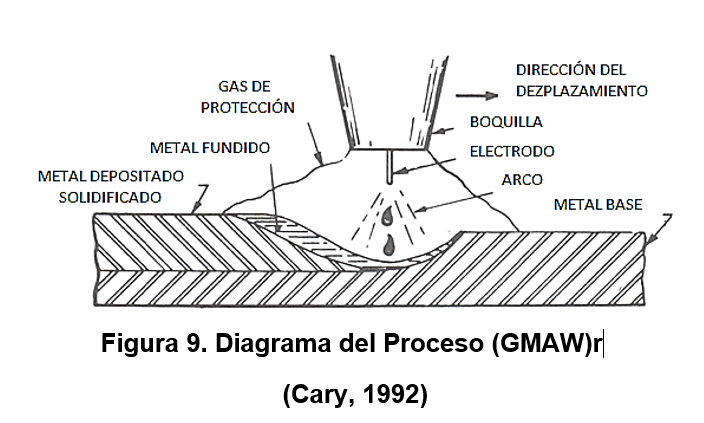 DIRECCIÓN DEL
DEZPLAZAMIENTO
GAS DE
PROTECCIÓN
BOQUILLA
METAL FUNDIDO
ELECTRODO
METAL DEPOSITADO
SOLIDIFICADO
ARCO
METAL BASE
Figura 9. Diagrama del Proceso (GMAW)r
(Cary, 1992)